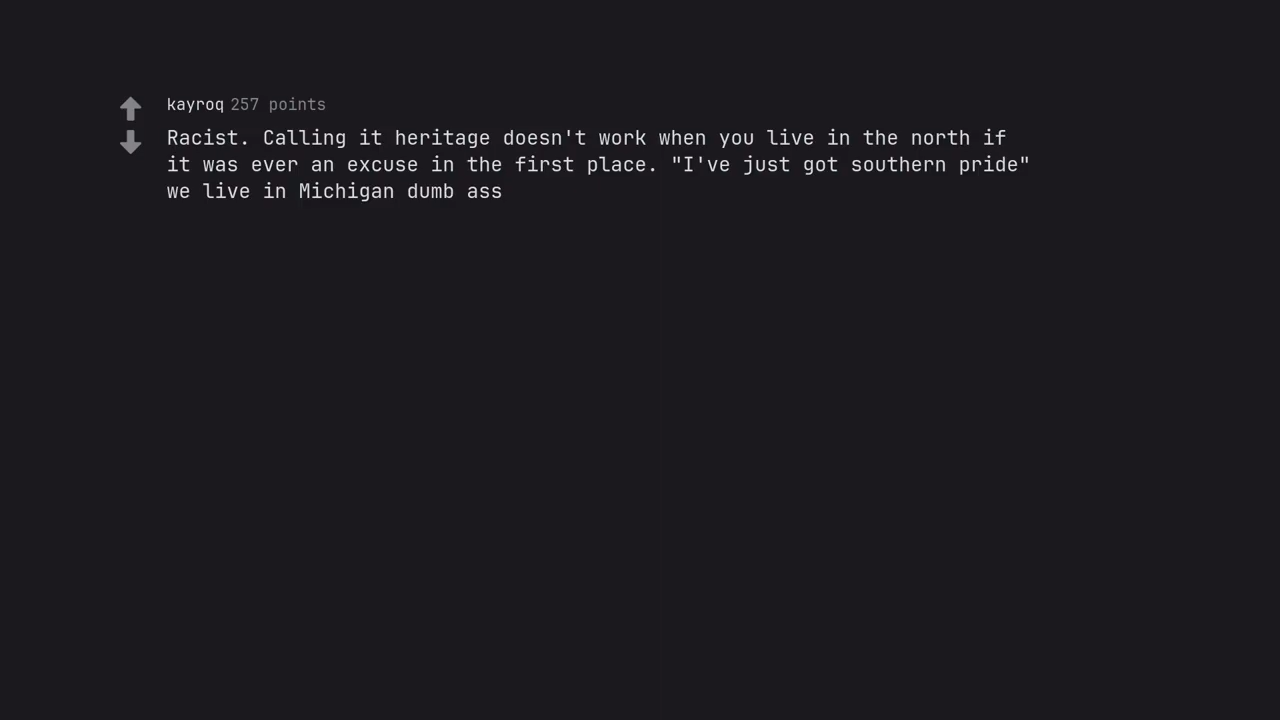 kayroq 257 points
Racist. Calling it heritage doesn't work when you live in the north if
it was ever an excuse in the first place. "I've just got southern pride"
we live in Michigan dumb ass